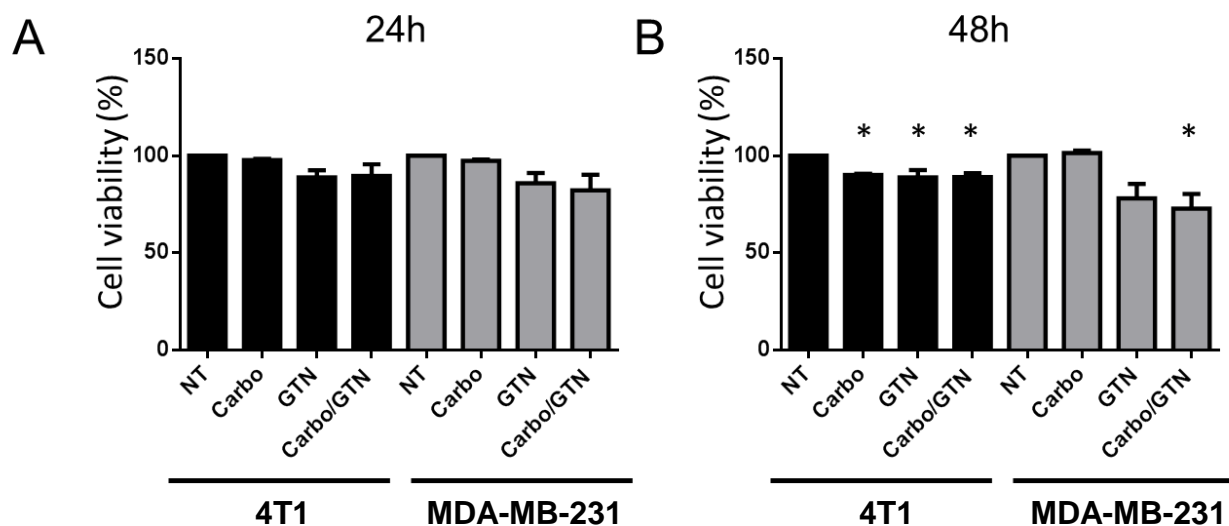 A
24h
Cell viability (%)
150
100
50
0
NT
Carbo
GTN
Carbo/GTN
NT
Carbo
GTN
Carbo/GTN
4T1
MDA-MB-231
B
48h
Cell viability (%)
150
100
50
0
*
*
*
*
NT
Carbo
GTN
Carbo/GTN
NT
Carbo
GTN
Carbo/GTN
4T1
MDA-MB-231